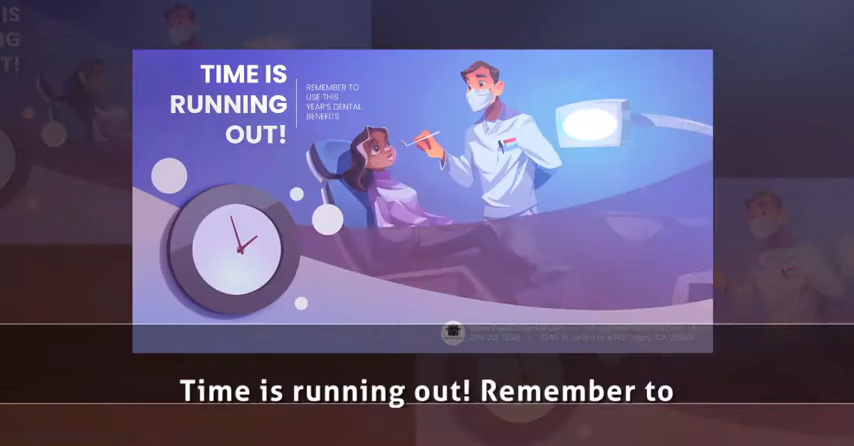 TIME IS
RUNNING
OUT!
REMEMBER TO
USE THIS
YEAR'S DENTAL
BENEFITS
Time is running out! Remember to